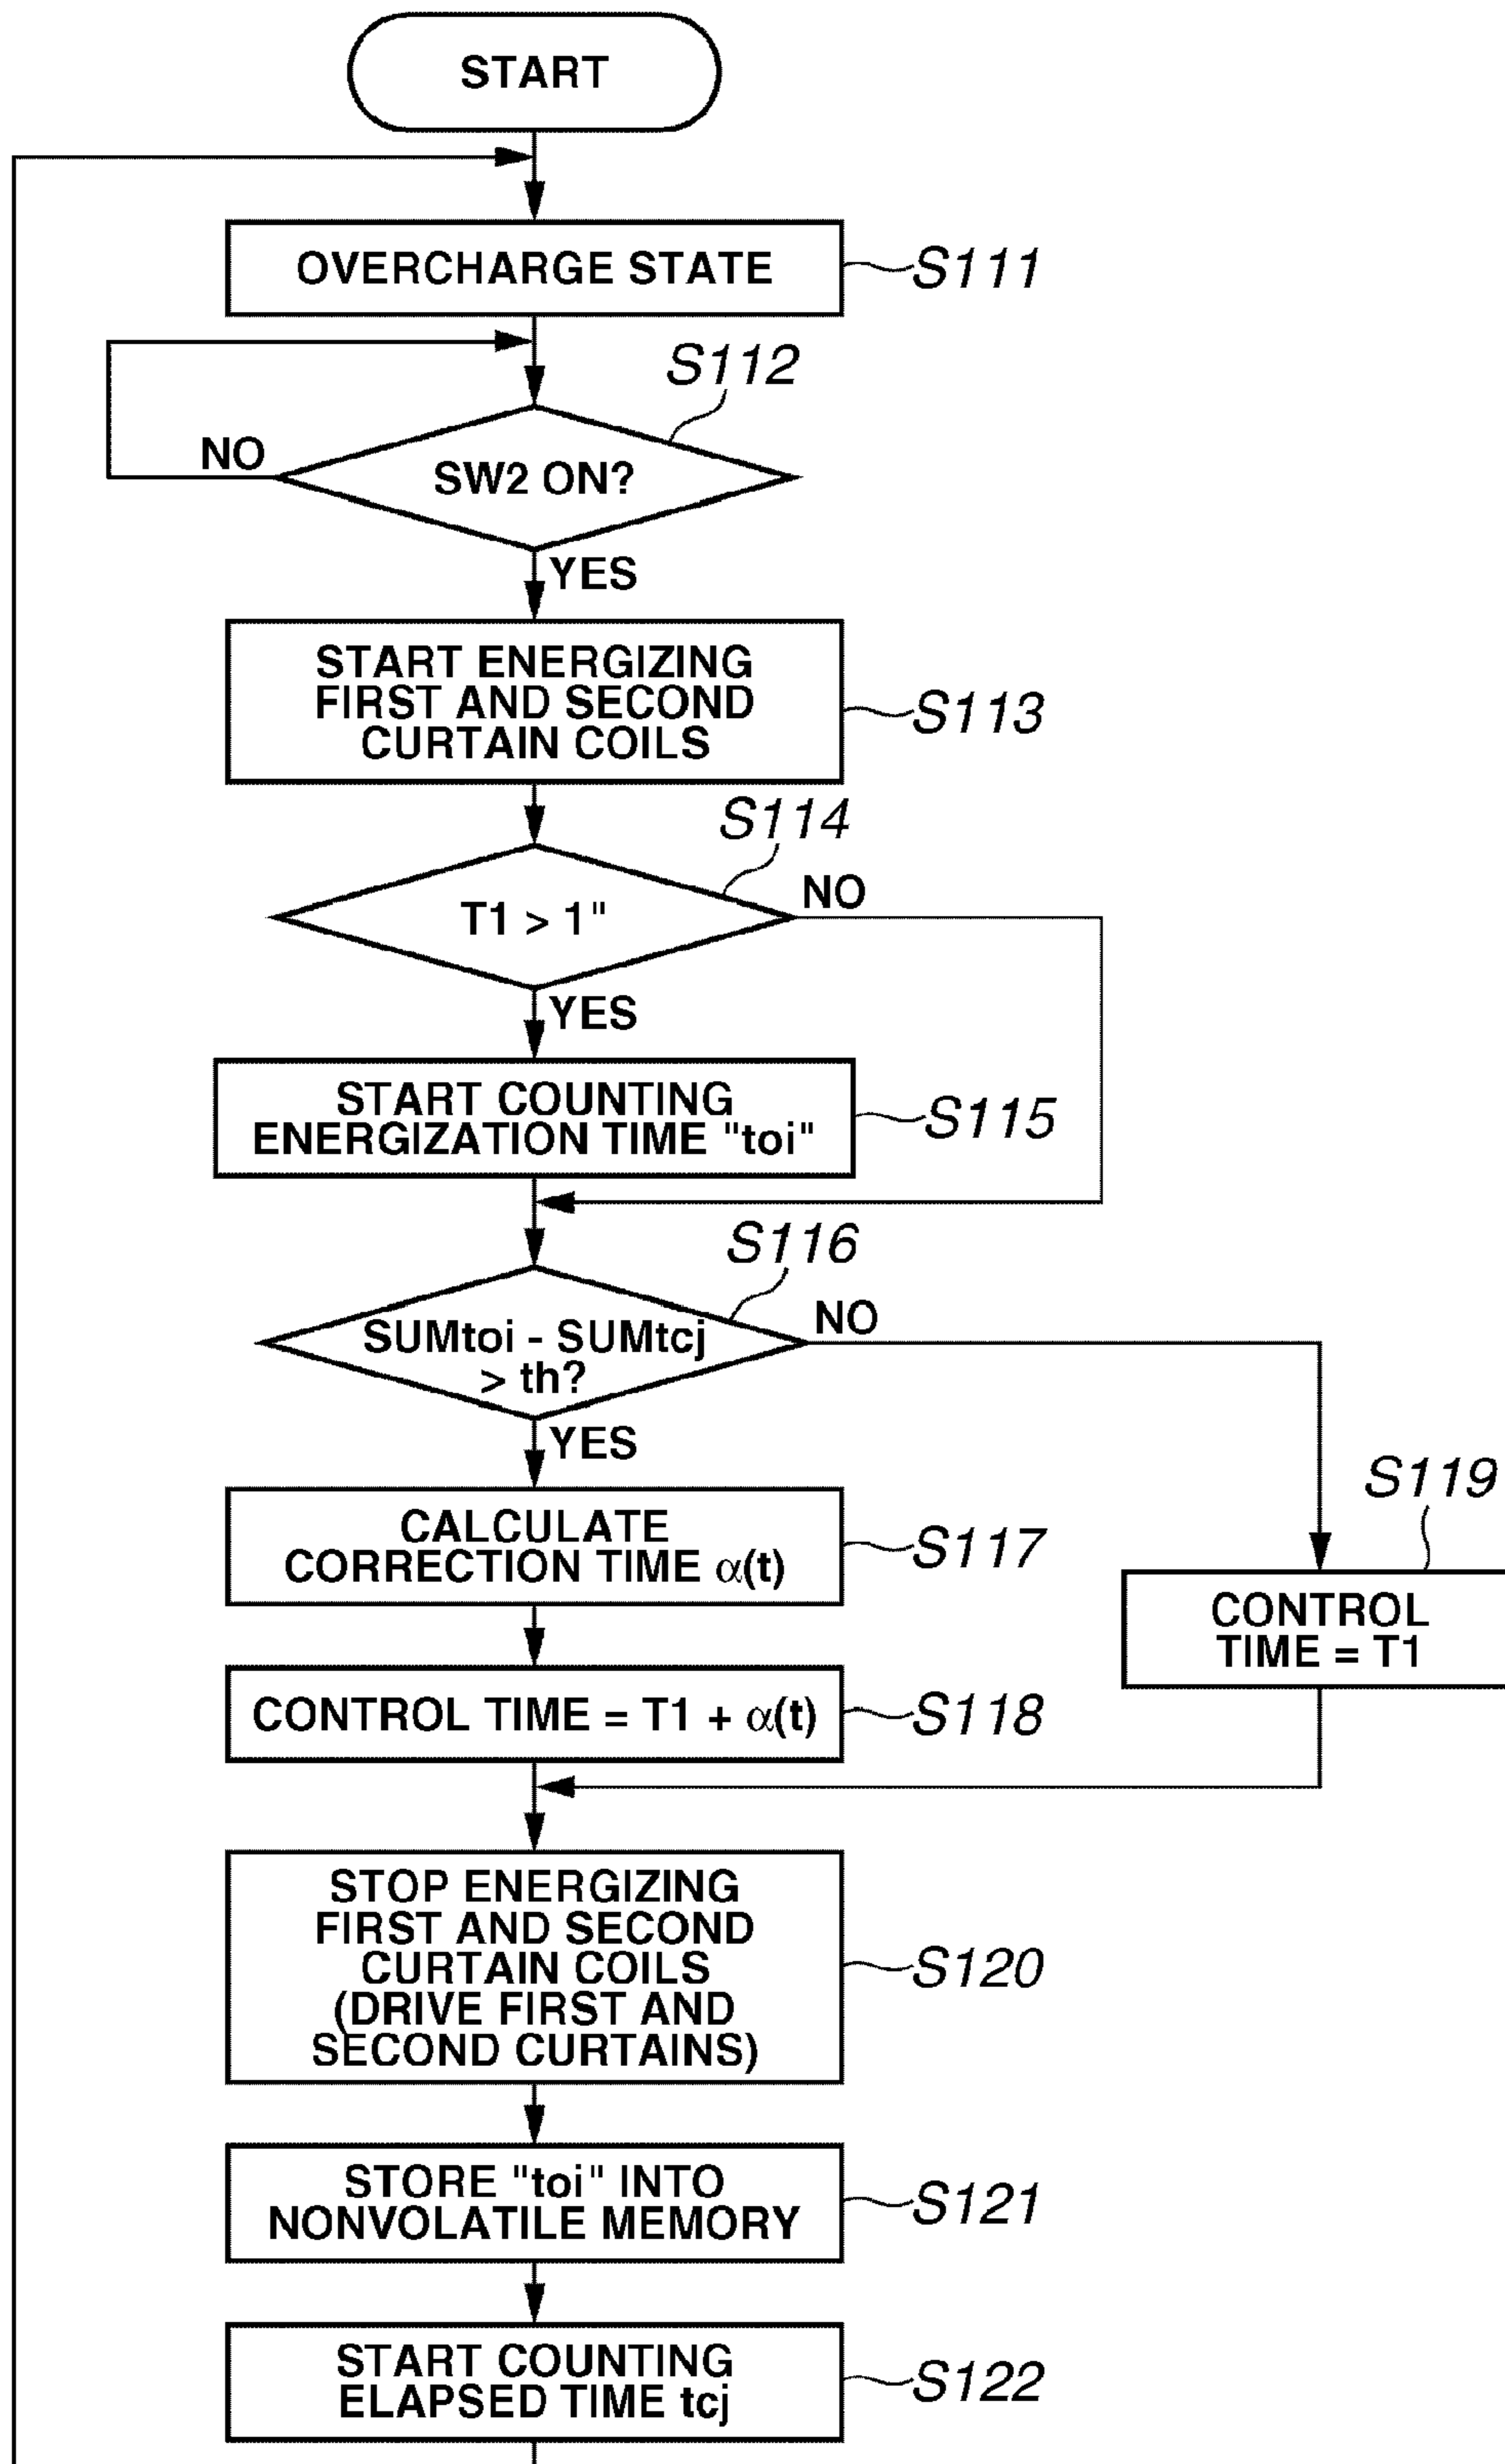 START
OVERCHARGE STATE
S111
S112
NO
SW2 ON?
YES
START ENERGIZING
FIRST AND SECOND
CURTAIN COILS
S113
S114
NO
T1 > 1"
YES
START COUNTING
ENERGIZATION TIME "toi"
S115
S116
NO
SUMtoi - SUMtcj
> th?
YES
CALCULATE
CORRECTION TIME α(t)
S117
S119
CONTROL
TIME = T1
CONTROL TIME = T1 + α(t)
S118
STOP ENERGIZING
FIRST AND SECOND
CURTAIN COILS
(DRIVE FIRST AND
SECOND CURTAINS)
S120
STORE "toi" INTO
NONVOLATILE MEMORY
S121
START COUNTING
ELAPSED TIME tcj
S122